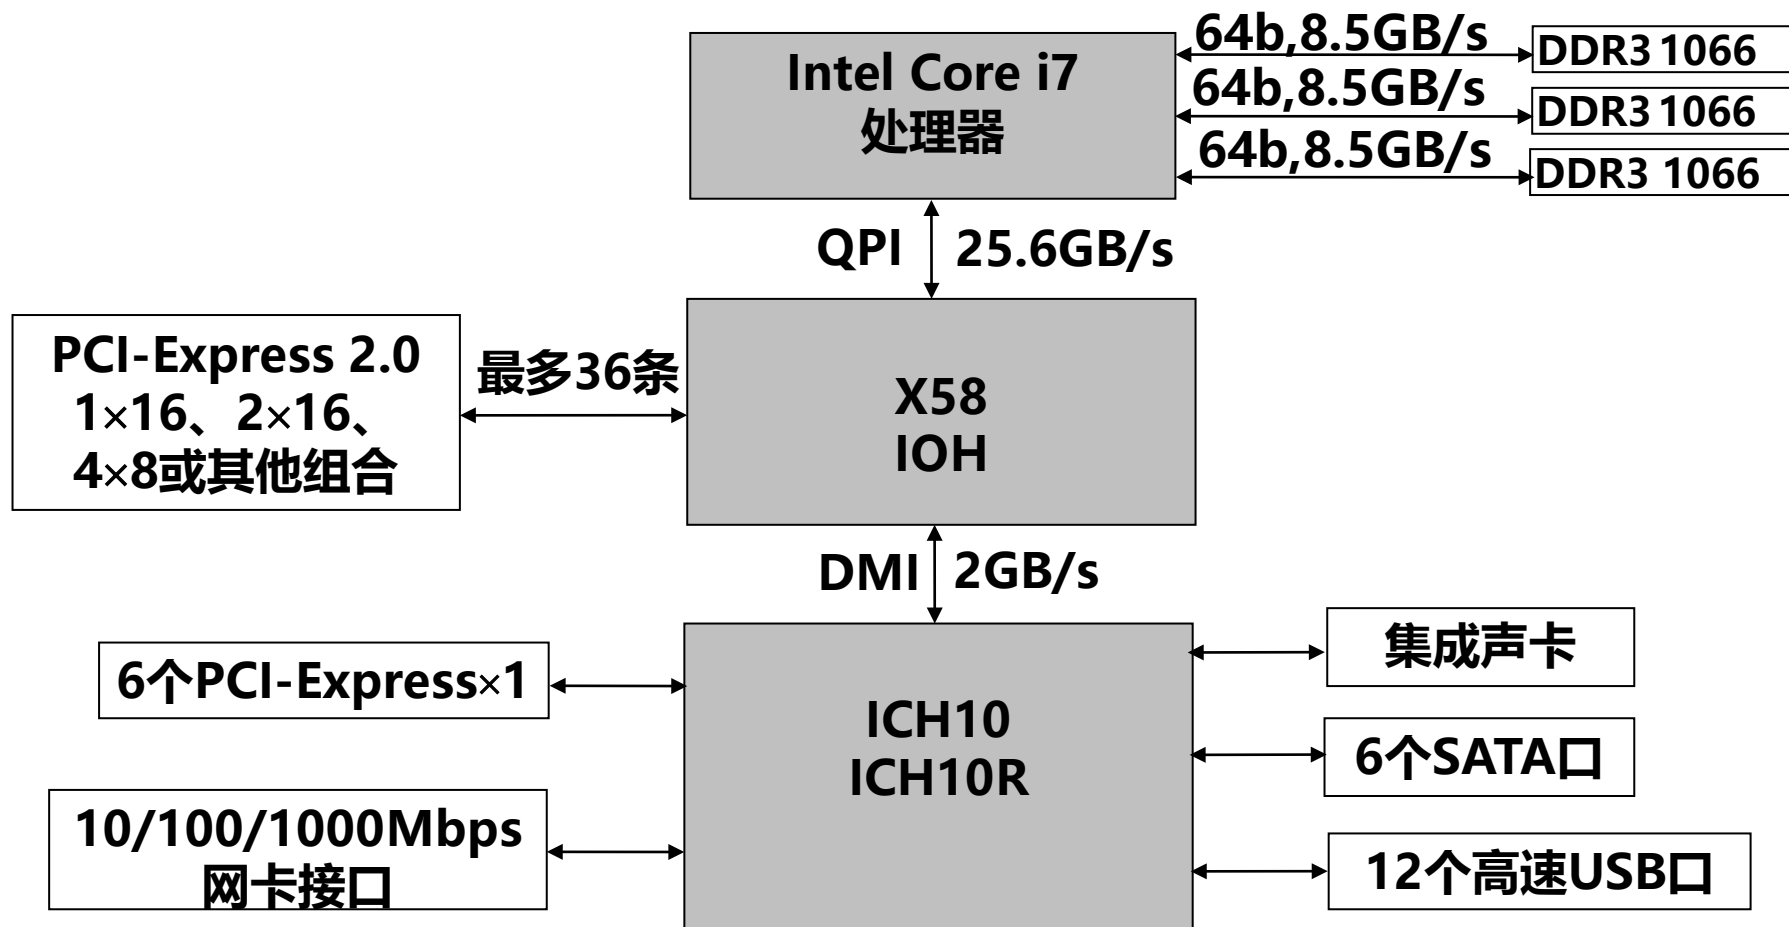 Intel Core i7
处理器
64b,8.5GB/s
DDR3 1066
64b,8.5GB/s
DDR3 1066
64b,8.5GB/s
DDR3 1066
QPI
25.6GB/s
PCI-Express 2.0
1×16、2×16、
4×8或其他组合
最多36条
X58
IOH
DMI
2GB/s
6个PCI-Express×1
10/100/1000Mbps
网卡接口
ICH10
ICH10R
集成声卡
6个SATA口
12个高速USB口